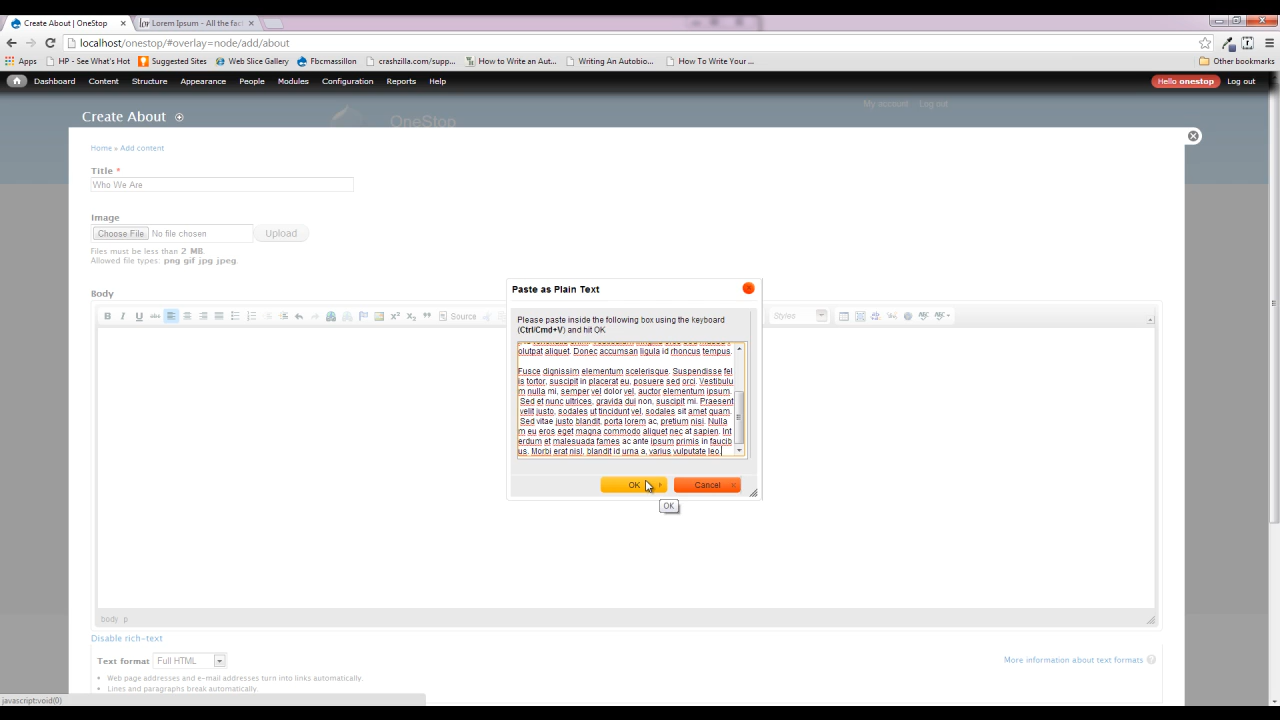 Create About | OneStop
Lorem Ipsum - All the fac
localhost/onestop/#overlay=node/add/about
Apps HP - See What's Hot Suggested Sites Web Slice Gallery Fbcmassillon crashzilla.com/supp... How to Write an Aut... Writing An Autobio... How To Write Your ... Other bookmarks
Dashboard Content Structure Appearance People Modules Configuration Reports Help Hello onestop Log out
My account Log out
Create About
OneStop
Home » Add content
Title *
Who We Are
Image
Choose File No file chosen Upload
Files must be less than 2 MB.
Allowed file types: png gif jpg jpeg.
Body
B I U abc Source Styles
Paste as Plain Text
Please paste inside the following box using the keyboard
(Ctrl/Cmd+V) and hit OK
olutpat aliquet. Donec accumsan ligula id rhoncus tempus.
Fusce dignissim elementum scelerisque. Suspendisse fel
is tortor, suscipit in placerat eu, posuere sed orci. Vestibulu
m nulla mi, semper vel dolor vel, auctor elementum ipsum.
Sed et nunc ultrices, gravida dui non, suscipit mi. Praesent
velit justo, sodales ut tincidunt vel, sodales sit amet quam.
Sed vitae justo blandit, porta lorem ac, pretium nisi. Nulla
m eu eros eget magna commodo aliquet nec at sapien. Int
erdum et malesuada fames ac ante ipsum primis in faucib
us. Morbi erat nisl, blandit id urna a, varius vulputate leo.
OK Cancel
OK
body p
Disable rich-text
Text format Full HTML
More information about text formats
Web page addresses and e-mail addresses turn into links automatically.
Lines and paragraphs break automatically.
javascript:void(0)